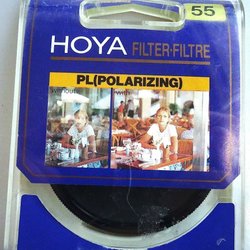 55
HOYA FILTER·FILTRE
PL(POLARIZING)
without with